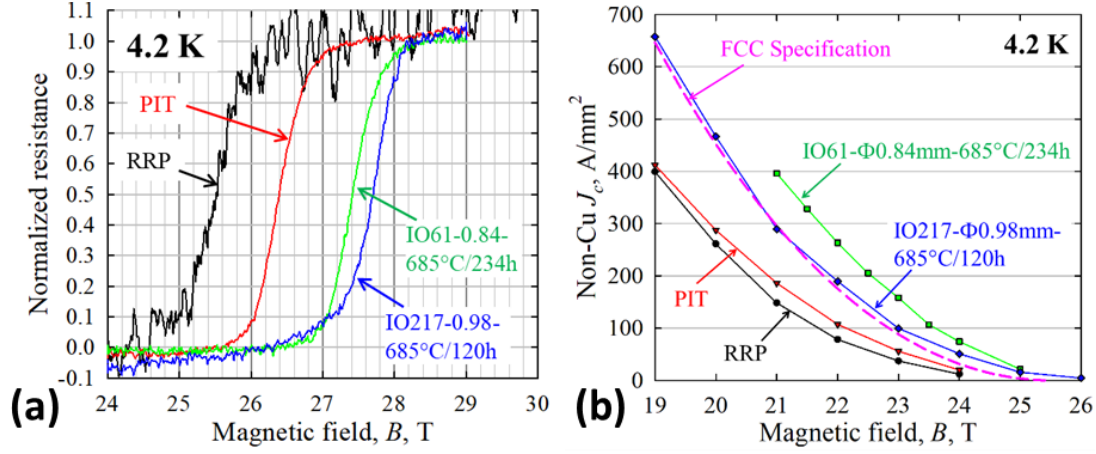 4.2 K
PIT
RRP
IO61-0.84-
685°C/234h
IO217-0.98-
685°C/120h
Normalized resistance
1.1
1.0
0.9
0.8
0.7
0.6
0.5
0.4
0.3
0.2
0.1
0.0
-0.1
24 25 26 27 28 29 30
Magnetic field, B, T
(a)
4.2 K
FCC Specification
IO61-Φ0.84mm-685°C/234h
IO217-Φ0.98mm-
685°C/120h
PIT
RRP
Non-Cu Jc, A/mm²
700
600
500
400
300
200
100
0
19 20 21 22 23 24 25 26
Magnetic field, B, T
(b)